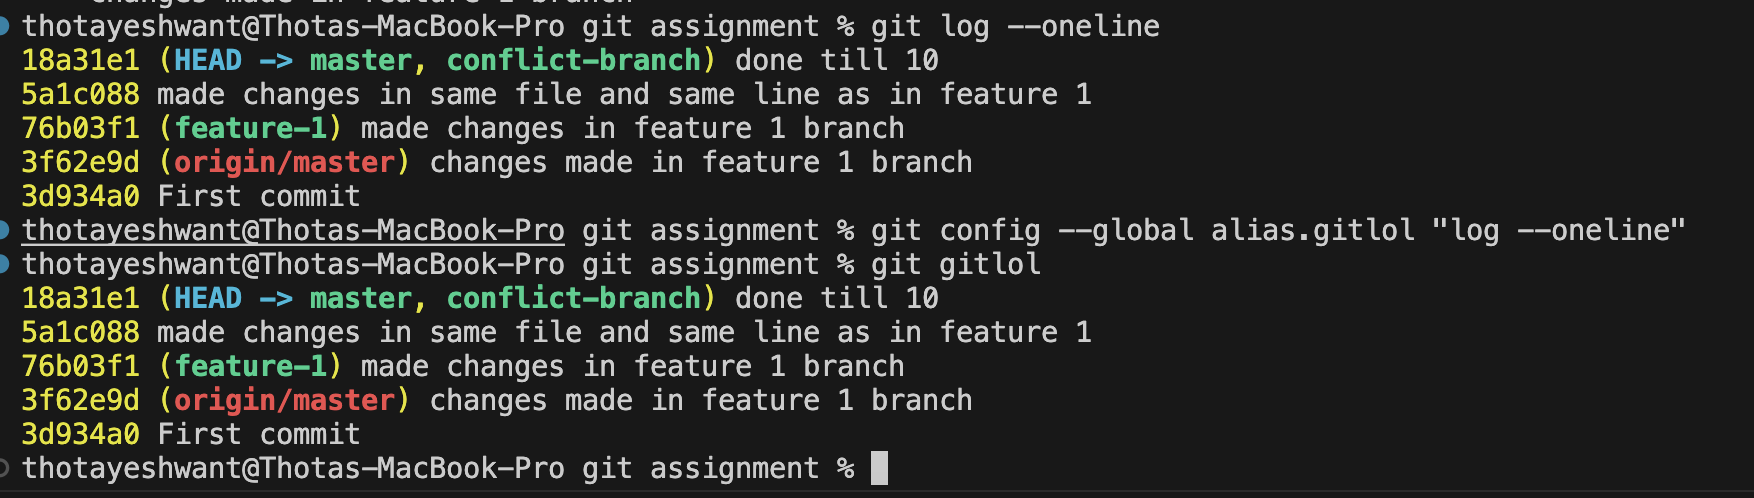 changes made in feature 1 branch
thotayeshwant@Thotas-MacBook-Pro git assignment % git log --oneline
18a31e1 (HEAD -> master, conflict-branch) done till 10
5a1c088 made changes in same file and same line as in feature 1
76b03f1 (feature-1) made changes in feature 1 branch
3f62e9d (origin/master) changes made in feature 1 branch
3d934a0 First commit
thotayeshwant@Thotas-MacBook-Pro git assignment % git config --global alias.gitlol "log --oneline"
thotayeshwant@Thotas-MacBook-Pro git assignment % git gitlol
18a31e1 (HEAD -> master, conflict-branch) done till 10
5a1c088 made changes in same file and same line as in feature 1
76b03f1 (feature-1) made changes in feature 1 branch
3f62e9d (origin/master) changes made in feature 1 branch
3d934a0 First commit
thotayeshwant@Thotas-MacBook-Pro git assignment %